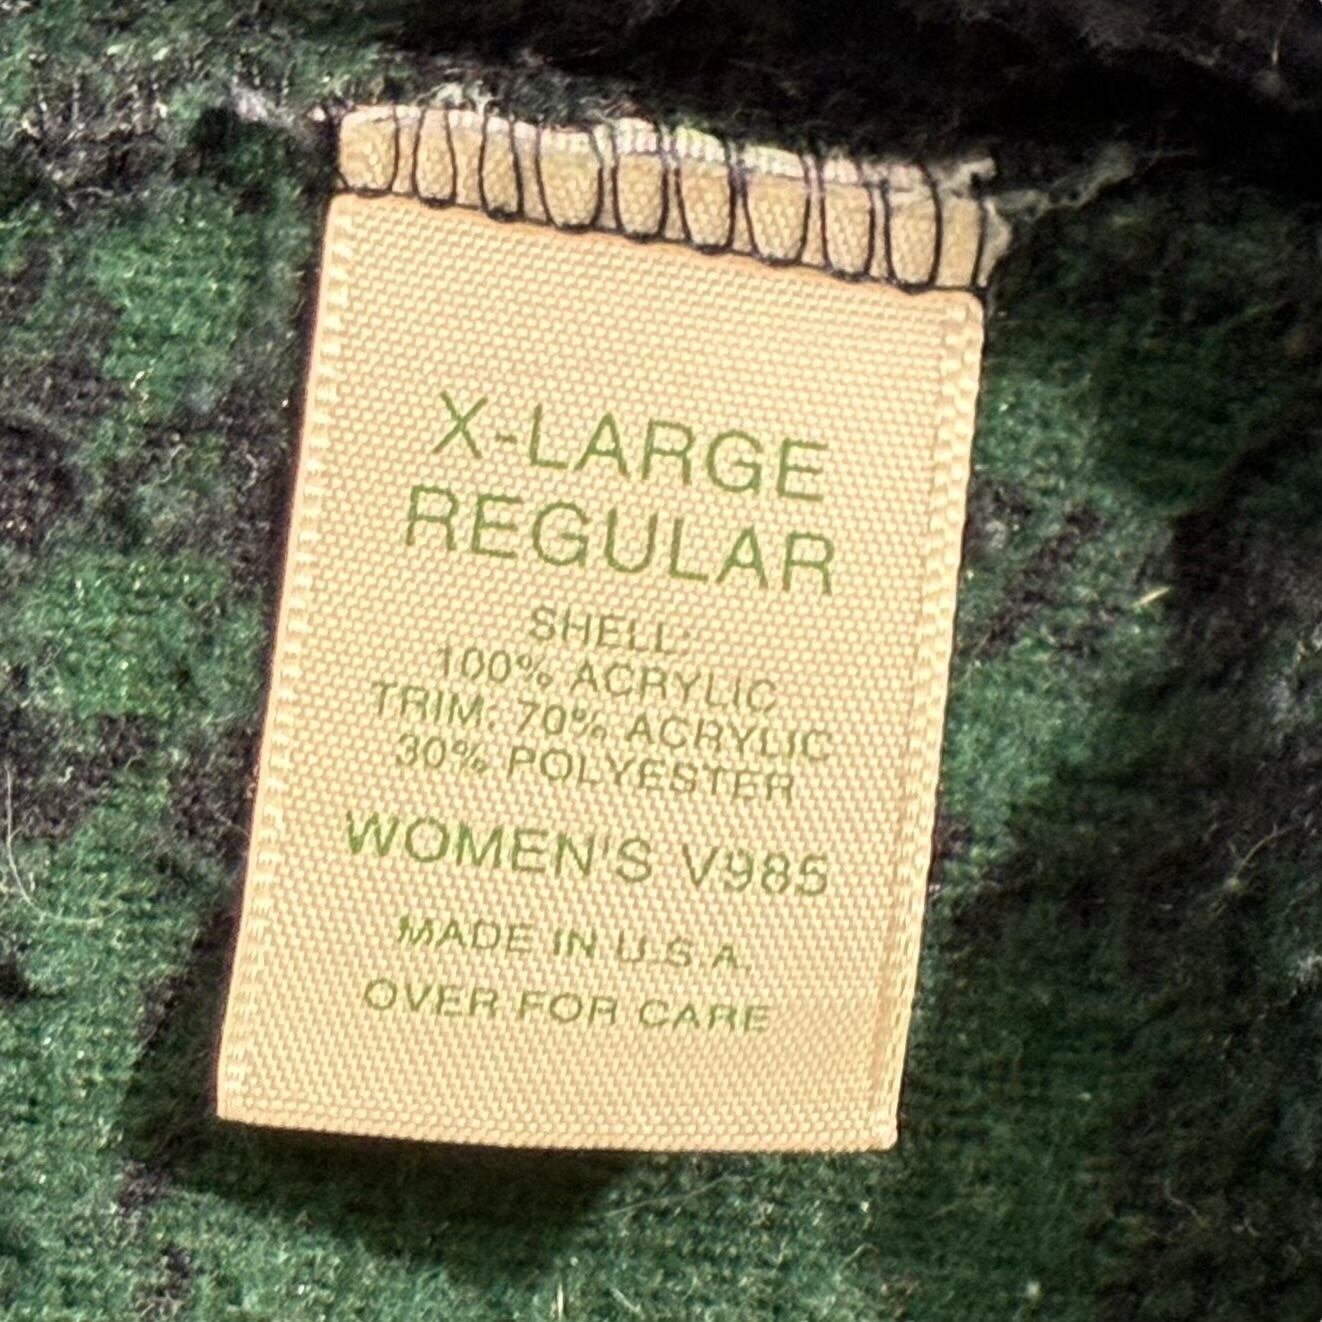 X-LARGE
REGULAR
SHELL:
100% ACRYLIC
TRIM: 70% ACRYLIC
30% POLYESTER
WOMEN'S V985
MADE IN U.S.A.
OVER FOR CARE